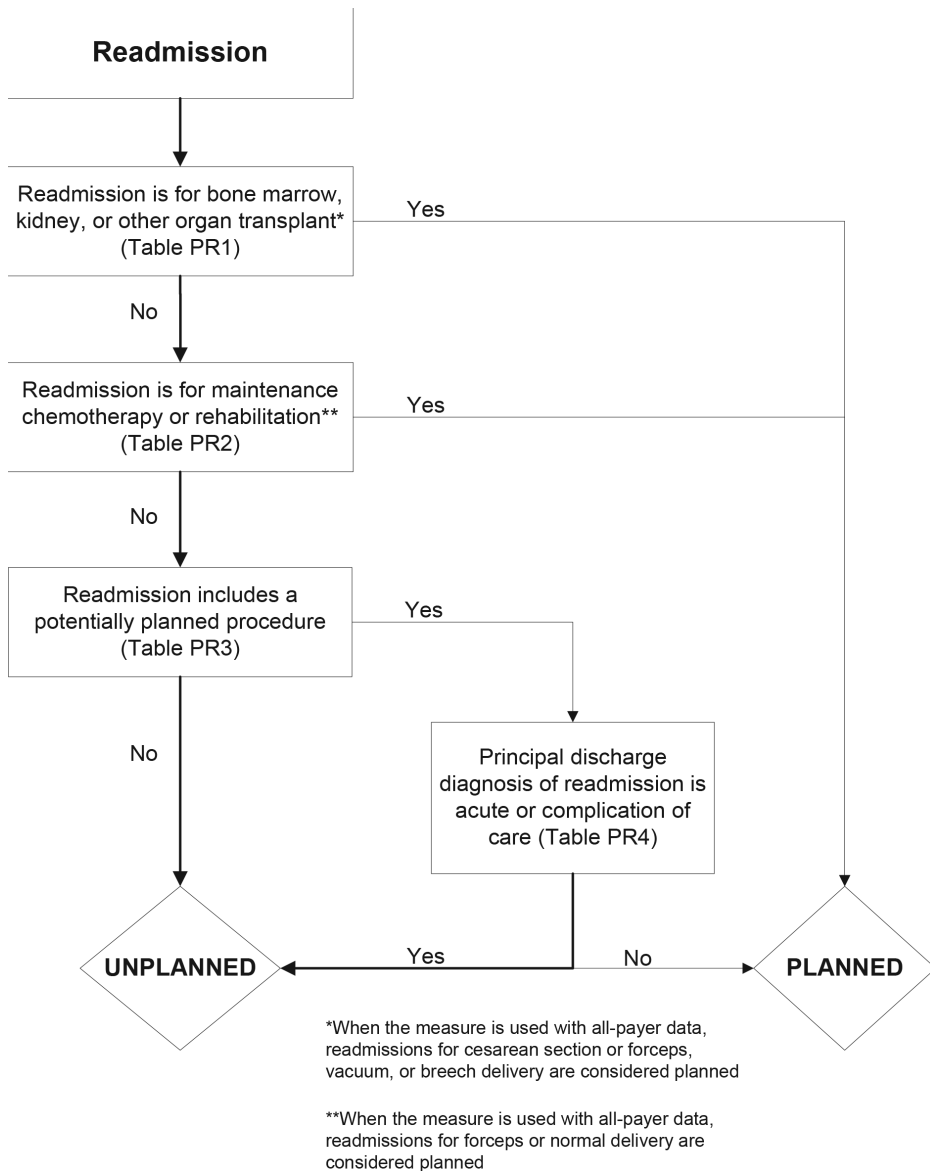 Readmission
Readmission is for bone marrow,
kidney, or other organ transplant*
(Table PR1)
Yes
No
Readmission is for maintenance
chemotherapy or rehabilitation**
(Table PR2)
Yes
No
Readmission includes a
potentially planned procedure
(Table PR3)
Yes
No
Principal discharge
diagnosis of readmission is
acute or complication of
care (Table PR4)
UNPLANNED
Yes
No
PLANNED
*When the measure is used with all-payer data,
readmissions for cesarean section or forceps,
vacuum, or breech delivery are considered planned
**When the measure is used with all-payer data,
readmissions for forceps or normal delivery are
considered planned